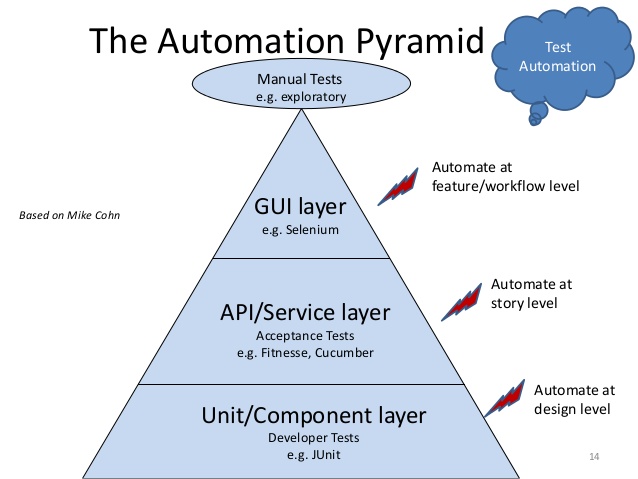 The Automation Pyramid
Test
Automation
Manual Tests
e.g. exploratory
Automate at
feature/workflow level
GUI layer
e.g. Selenium
Based on Mike Cohn
Automate at
story level
API/Service layer
Acceptance Tests
e.g. Fitnesse, Cucumber
Automate at
design level
Unit/Component layer
Developer Tests
e.g. JUnit
14